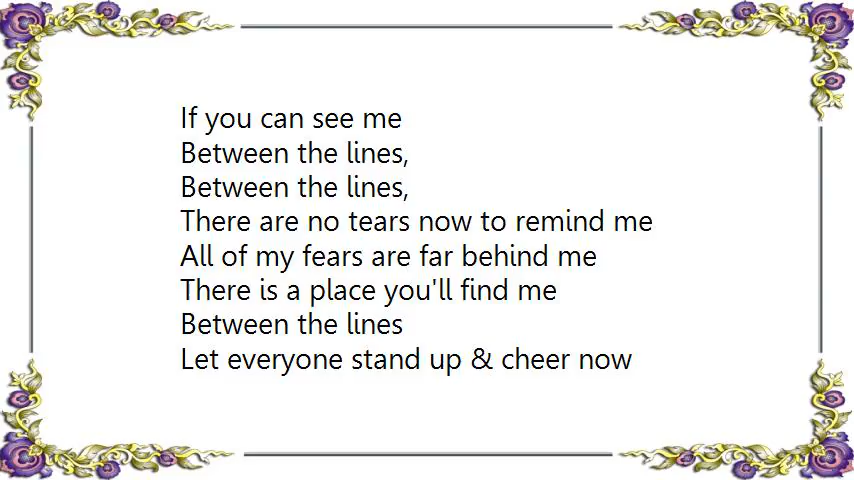 If you can see me
Between the lines,
Between the lines,
There are no tears now to remind me
All of my fears are far behind me
There is a place you'll find me
Between the lines
Let everyone stand up & cheer now